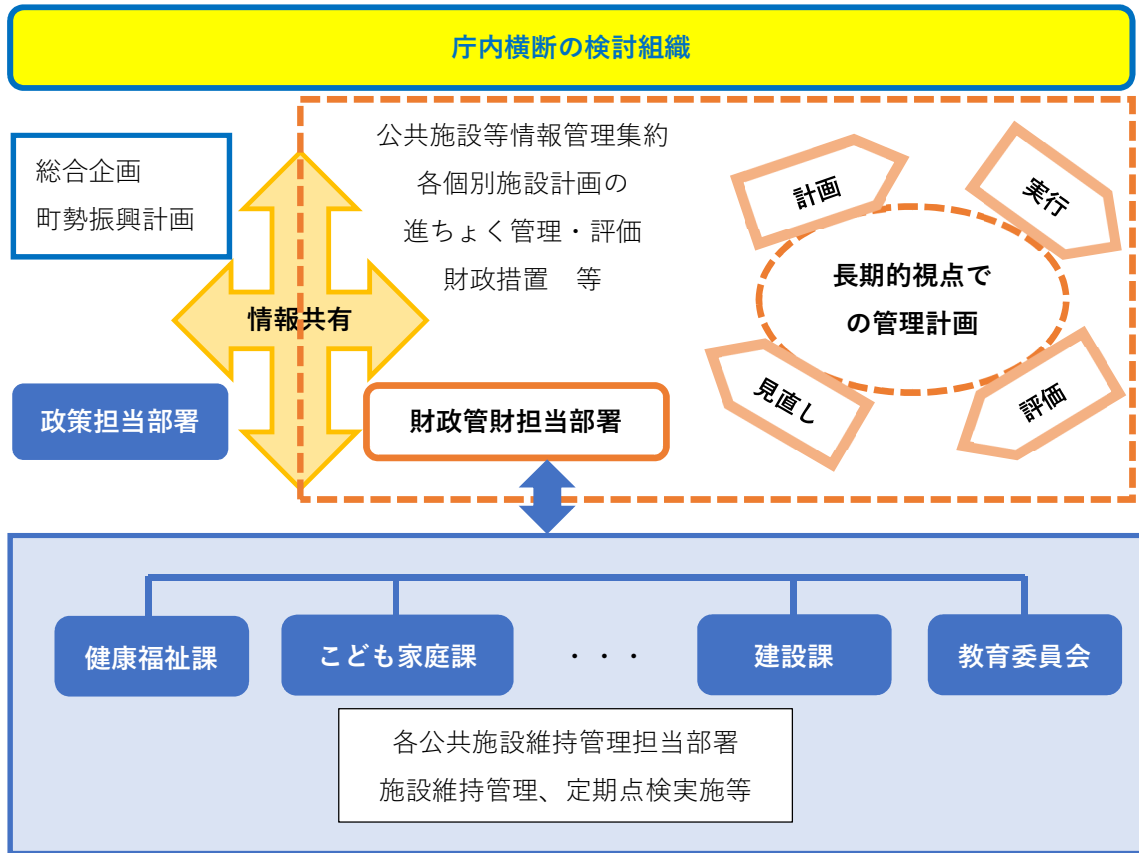 庁内横断の検討組織
総合企画
町勢振興計画
公共施設等情報管理集約
各個別施設計画の
進ちょく管理・評価
財政措置　等
計画
実行
長期的視点で
の管理計画
見直し
評価
情報共有
政策担当部署
財政管財担当部署
健康福祉課
こども家庭課
・・・
建設課
教育委員会
各公共施設維持管理担当部署
施設維持管理、定期点検実施等